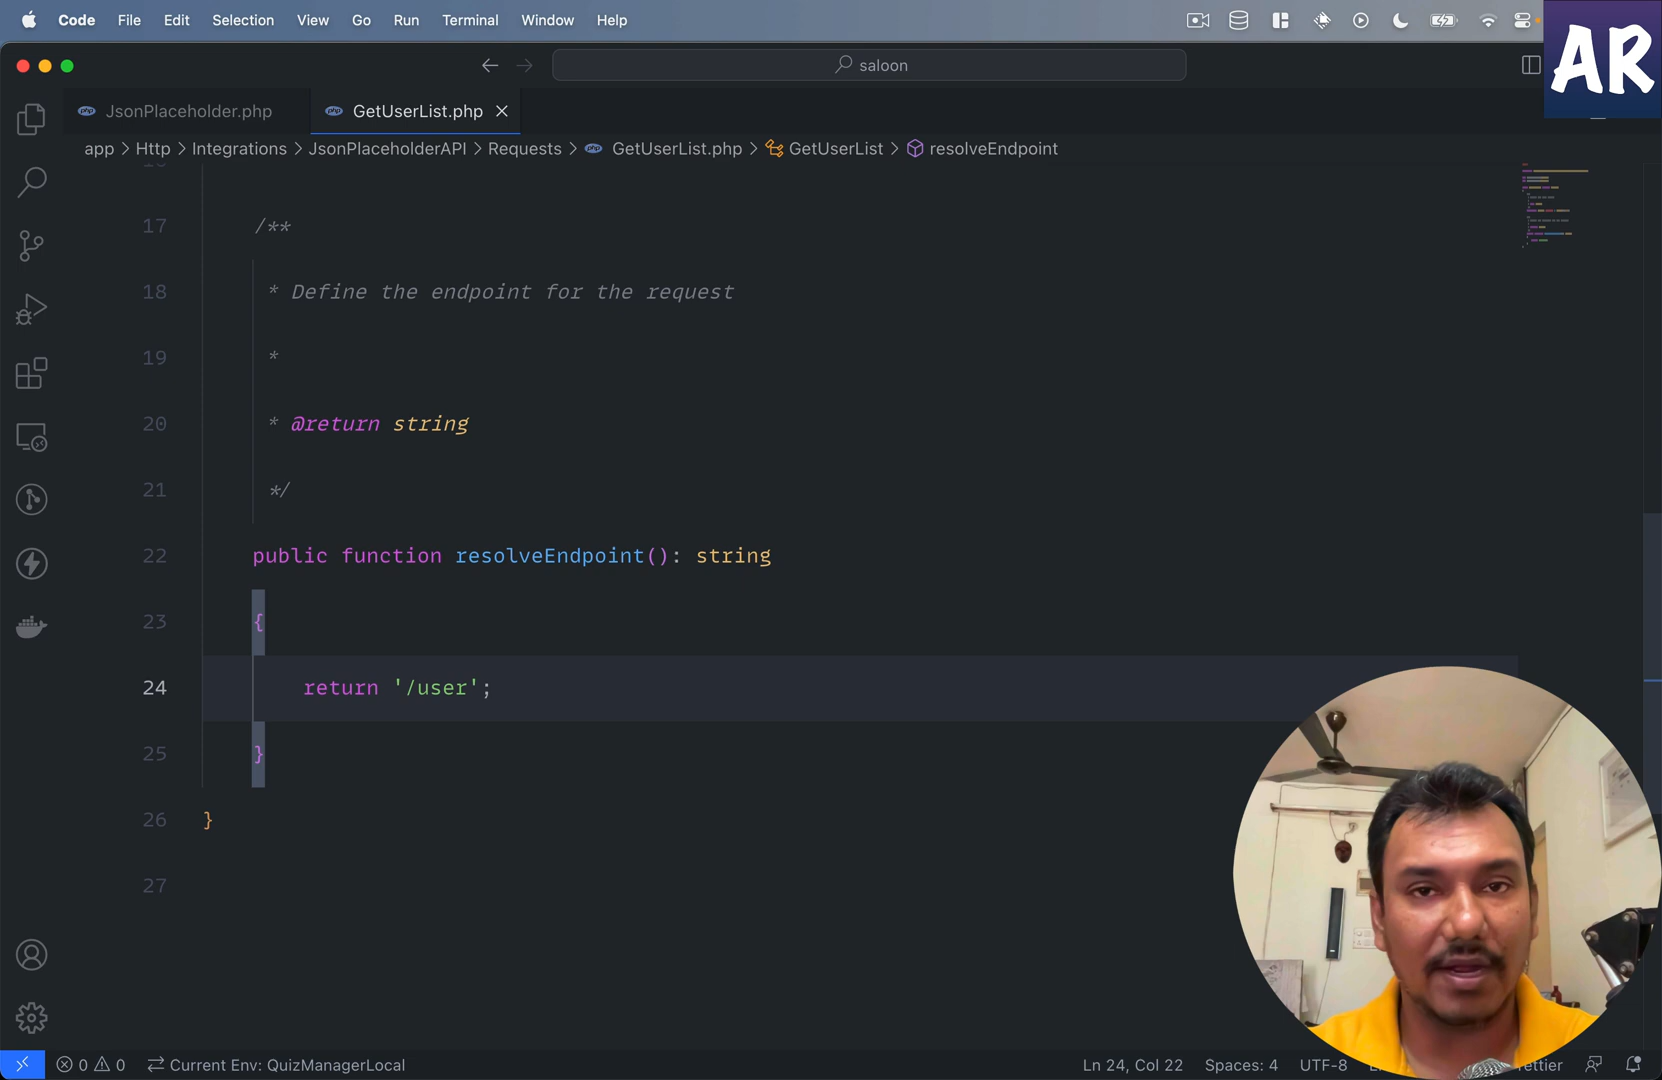 Code File Edit Selection View Go Run Terminal Window Help
AR
saloon
JsonPlaceholder.php GetUserList.php
app > Http > Integrations > JsonPlaceholderAPI > Requests > GetUserList.php > GetUserList > resolveEndpoint
17 /**
18 * Define the endpoint for the request
19 *
20 * @return string
21 */
22 public function resolveEndpoint(): string
23 {
24 return '/user';
25 }
26 }
27
0 0 Current Env: QuizManagerLocal Ln 24, Col 22 Spaces: 4 UTF-8